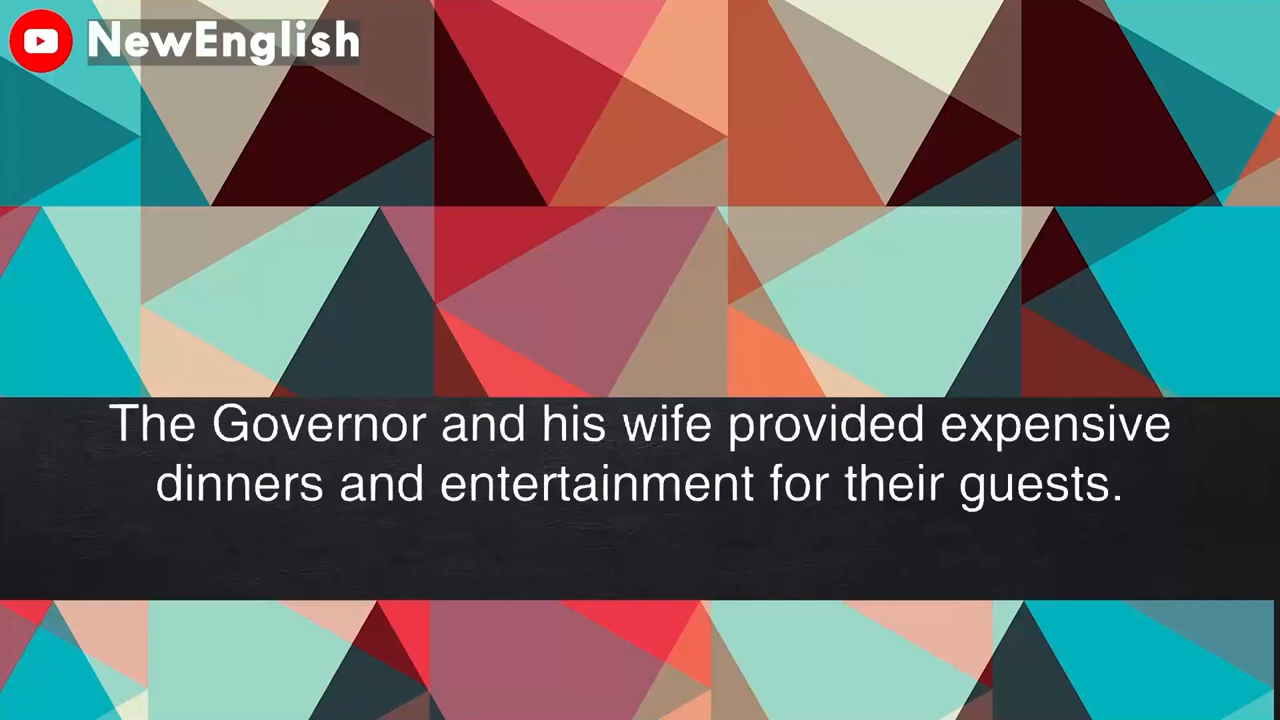 NewEnglish
The Governor and his wife provided expensive
dinners and entertainment for their guests.